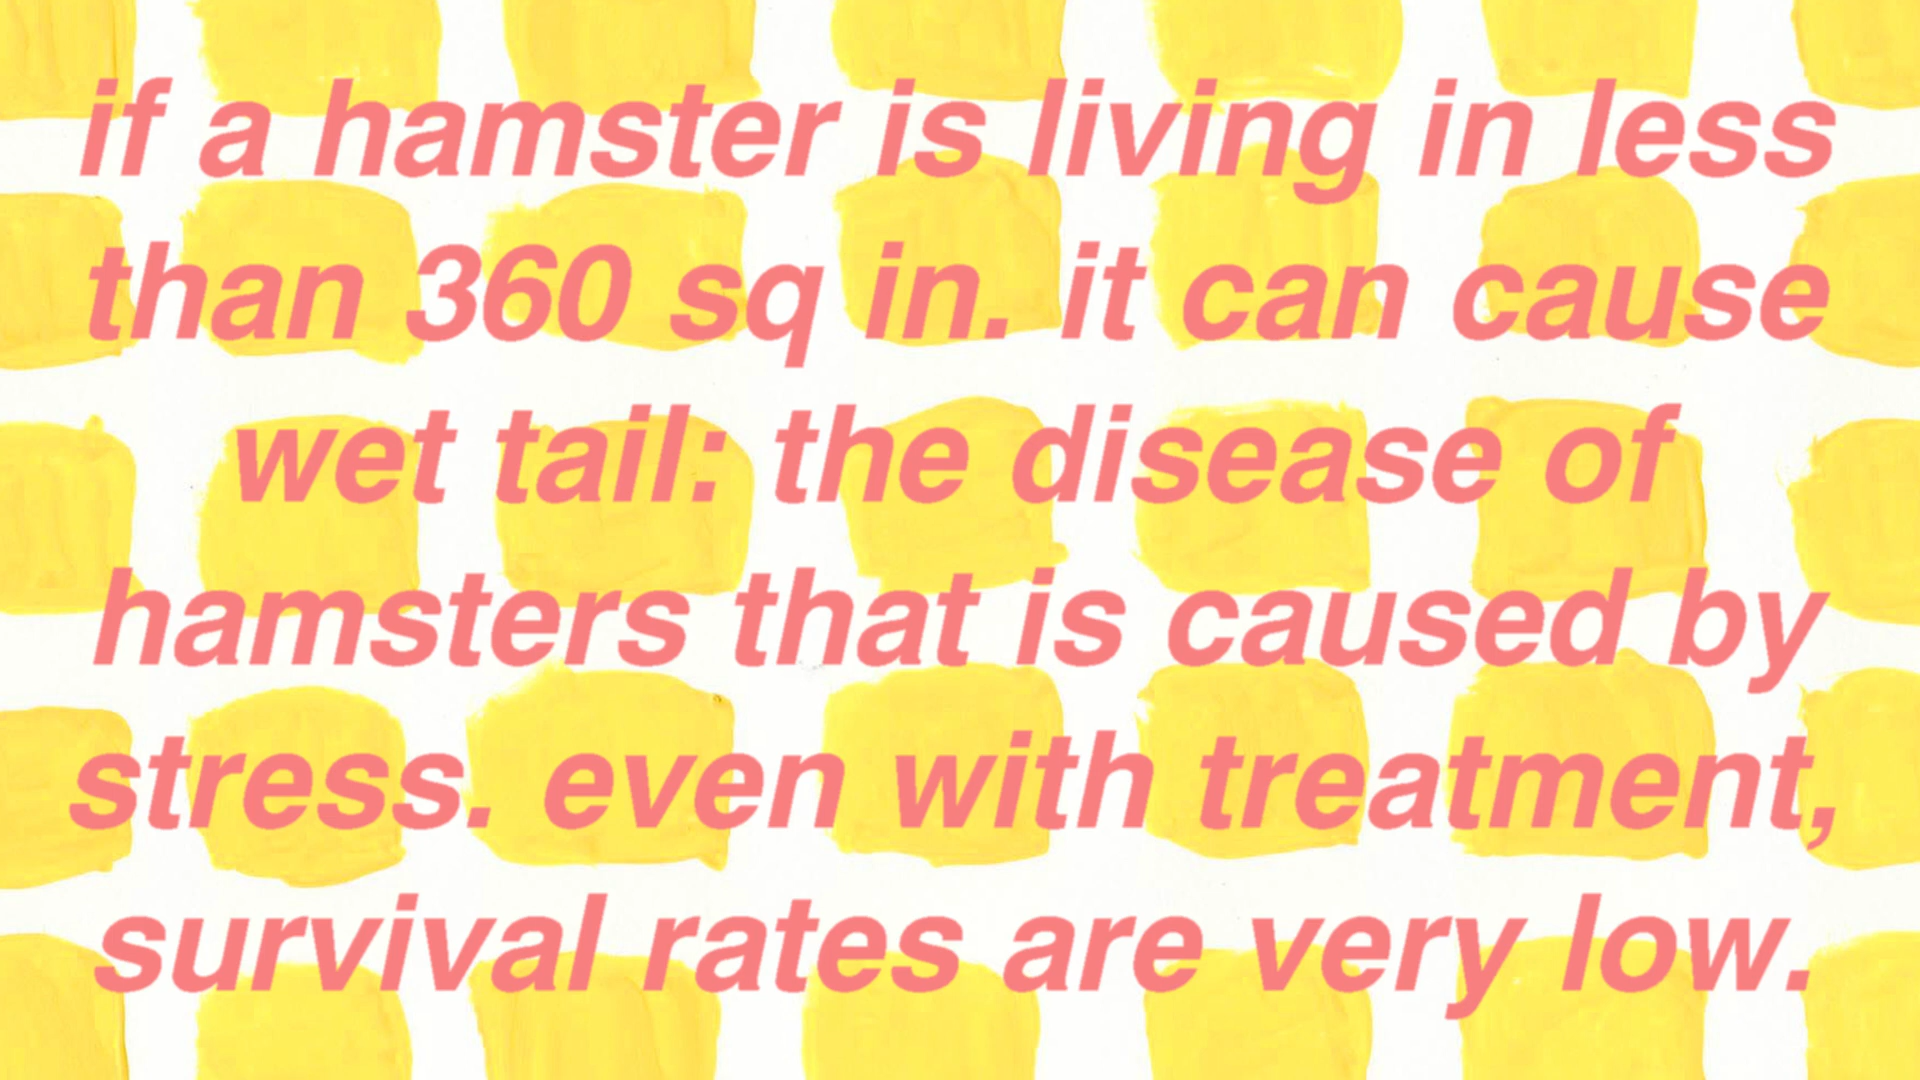 if a hamster is living in less
than 360 sq in. it can cause
wet tail: the disease of
hamsters that is caused by
stress. even with treatment,
survival rates are very low.